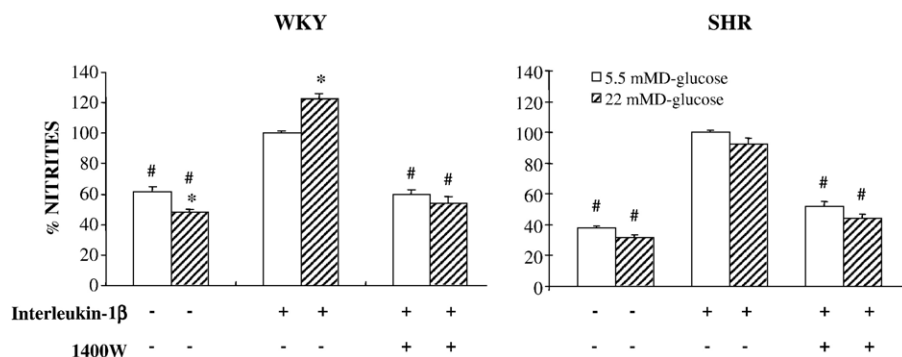 WKY
SHR
% NITRITES
140
120
100
80
60
40
20
0
# # * * # #
140
120
100
80
60
40
20
0
5.5 mMD-glucose
22 mMD-glucose
# # # #
Interleukin-1β - - + + + + - - + + + +
1400W - - - - + + - - - - + +